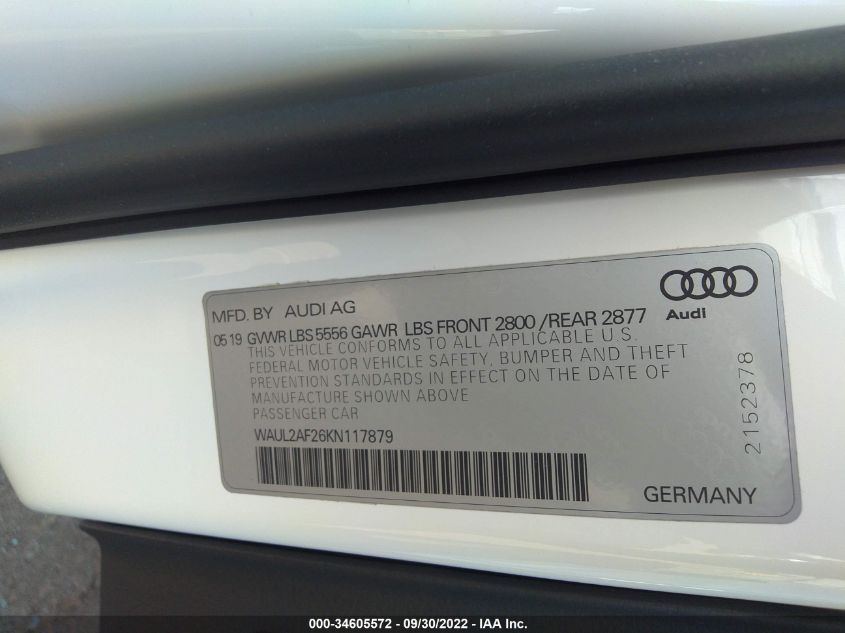 MFD. BY AUDI AG
05 19 GVWR LBS 5556 GAWR LBS FRONT 2800 /REAR 2877
THIS VEHICLE CONFORMS TO ALL APPLICABLE U.S.
FEDERAL MOTOR VEHICLE SAFETY, BUMPER AND THEFT
PREVENTION STANDARDS IN EFFECT ON THE DATE OF
MANUFACTURE SHOWN ABOVE
PASSENGER CAR
WAUL2AF26KN117879
Audi
2152378
GERMANY
000-34605572 - 09/30/2022 - IAA Inc.